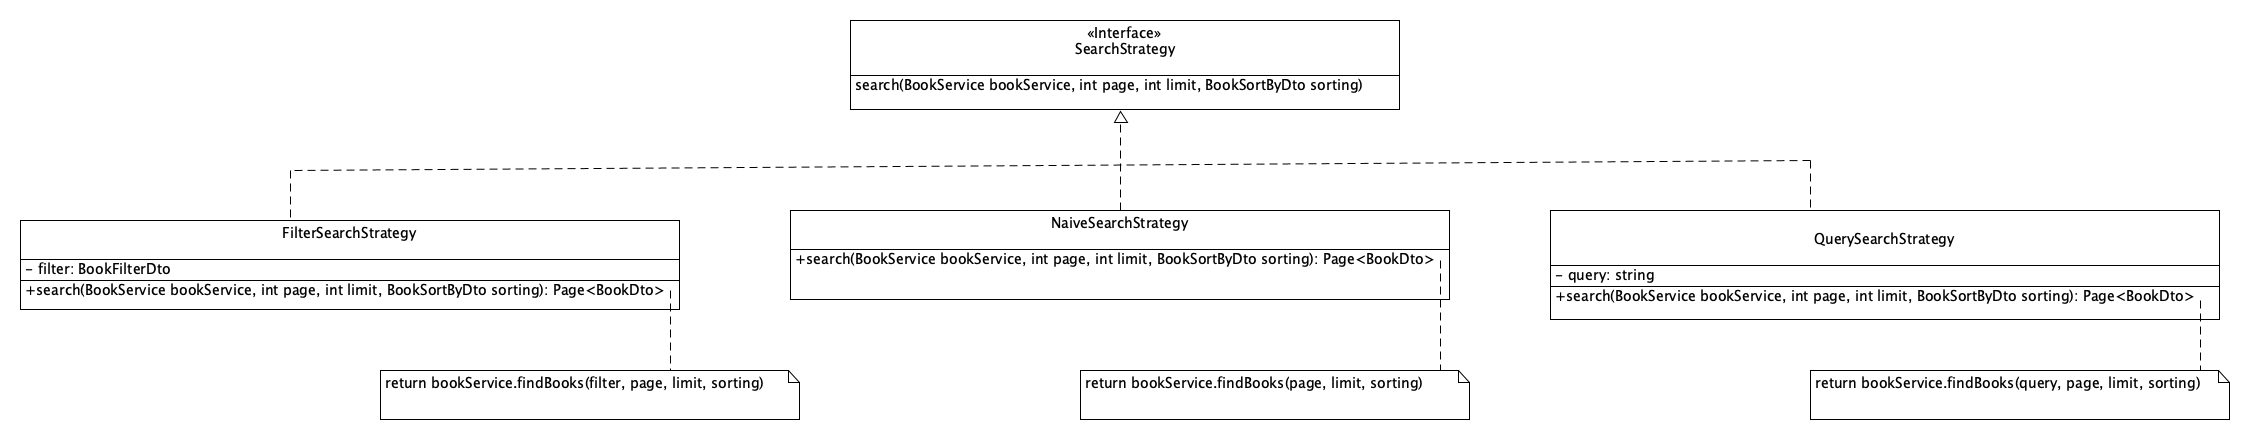 «Interface»
SearchStrategy
search(BookService bookService, int page, int limit, BookSortByDto sorting)
FilterSearchStrategy
- filter: BookFilterDto
+search(BookService bookService, int page, int limit, BookSortByDto sorting): Page<BookDto>
NaiveSearchStrategy
+search(BookService bookService, int page, int limit, BookSortByDto sorting): Page<BookDto>
QuerySearchStrategy
- query: string
+search(BookService bookService, int page, int limit, BookSortByDto sorting): Page<BookDto>
return bookService.findBooks(filter, page, limit, sorting)
return bookService.findBooks(page, limit, sorting)
return bookService.findBooks(query, page, limit, sorting)